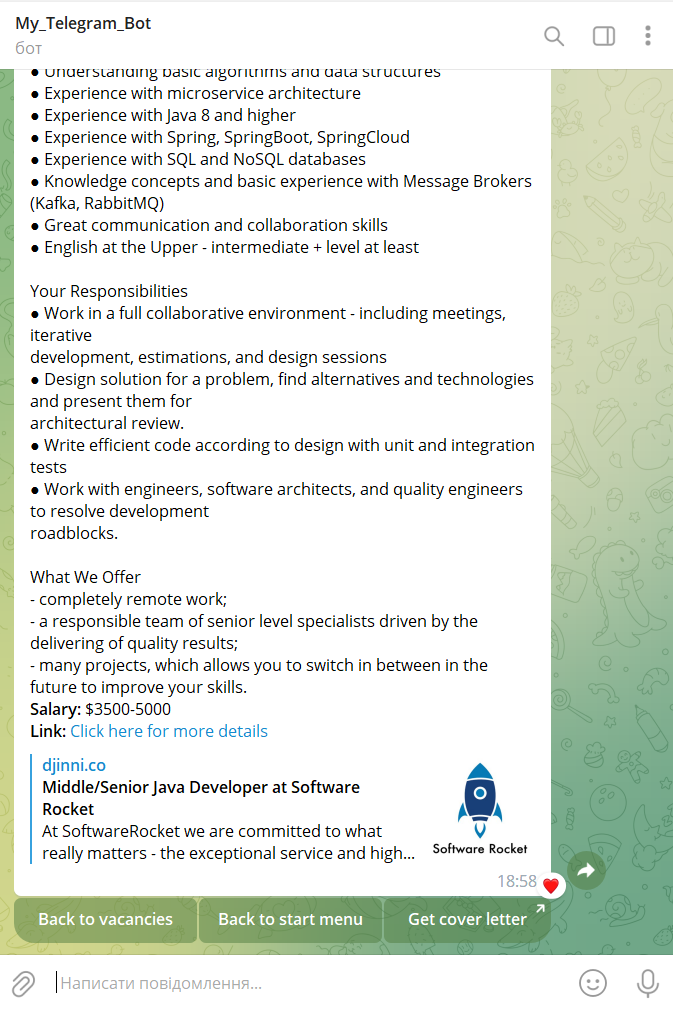 My_Telegram_Bot
бот
● Understanding basic algorithms and data structures
● Experience with microservice architecture
● Experience with Java 8 and higher
● Experience with Spring, SpringBoot, SpringCloud
● Experience with SQL and NoSQL databases
● Knowledge concepts and basic experience with Message Brokers
(Kafka, RabbitMQ)
● Great communication and collaboration skills
● English at the Upper - intermediate + level at least
Your Responsibilities
● Work in a full collaborative environment - including meetings,
iterative
development, estimations, and design sessions
● Design solution for a problem, find alternatives and technologies
and present them for
architectural review.
● Write efficient code according to design with unit and integration
tests
● Work with engineers, software architects, and quality engineers
to resolve development
roadblocks.
What We Offer
- completely remote work;
- a responsible team of senior level specialists driven by the
delivering of quality results;
- many projects, which allows you to switch in between in the
future to improve your skills.
Salary: $3500-5000
Link: Click here for more details
djinni.co
Middle/Senior Java Developer at Software
Rocket
At SoftwareRocket we are committed to what
really matters - the exceptional service and high...
Software Rocket
18:58
Back to vacancies
Back to start menu
Get cover letter
Написати повідомлення...